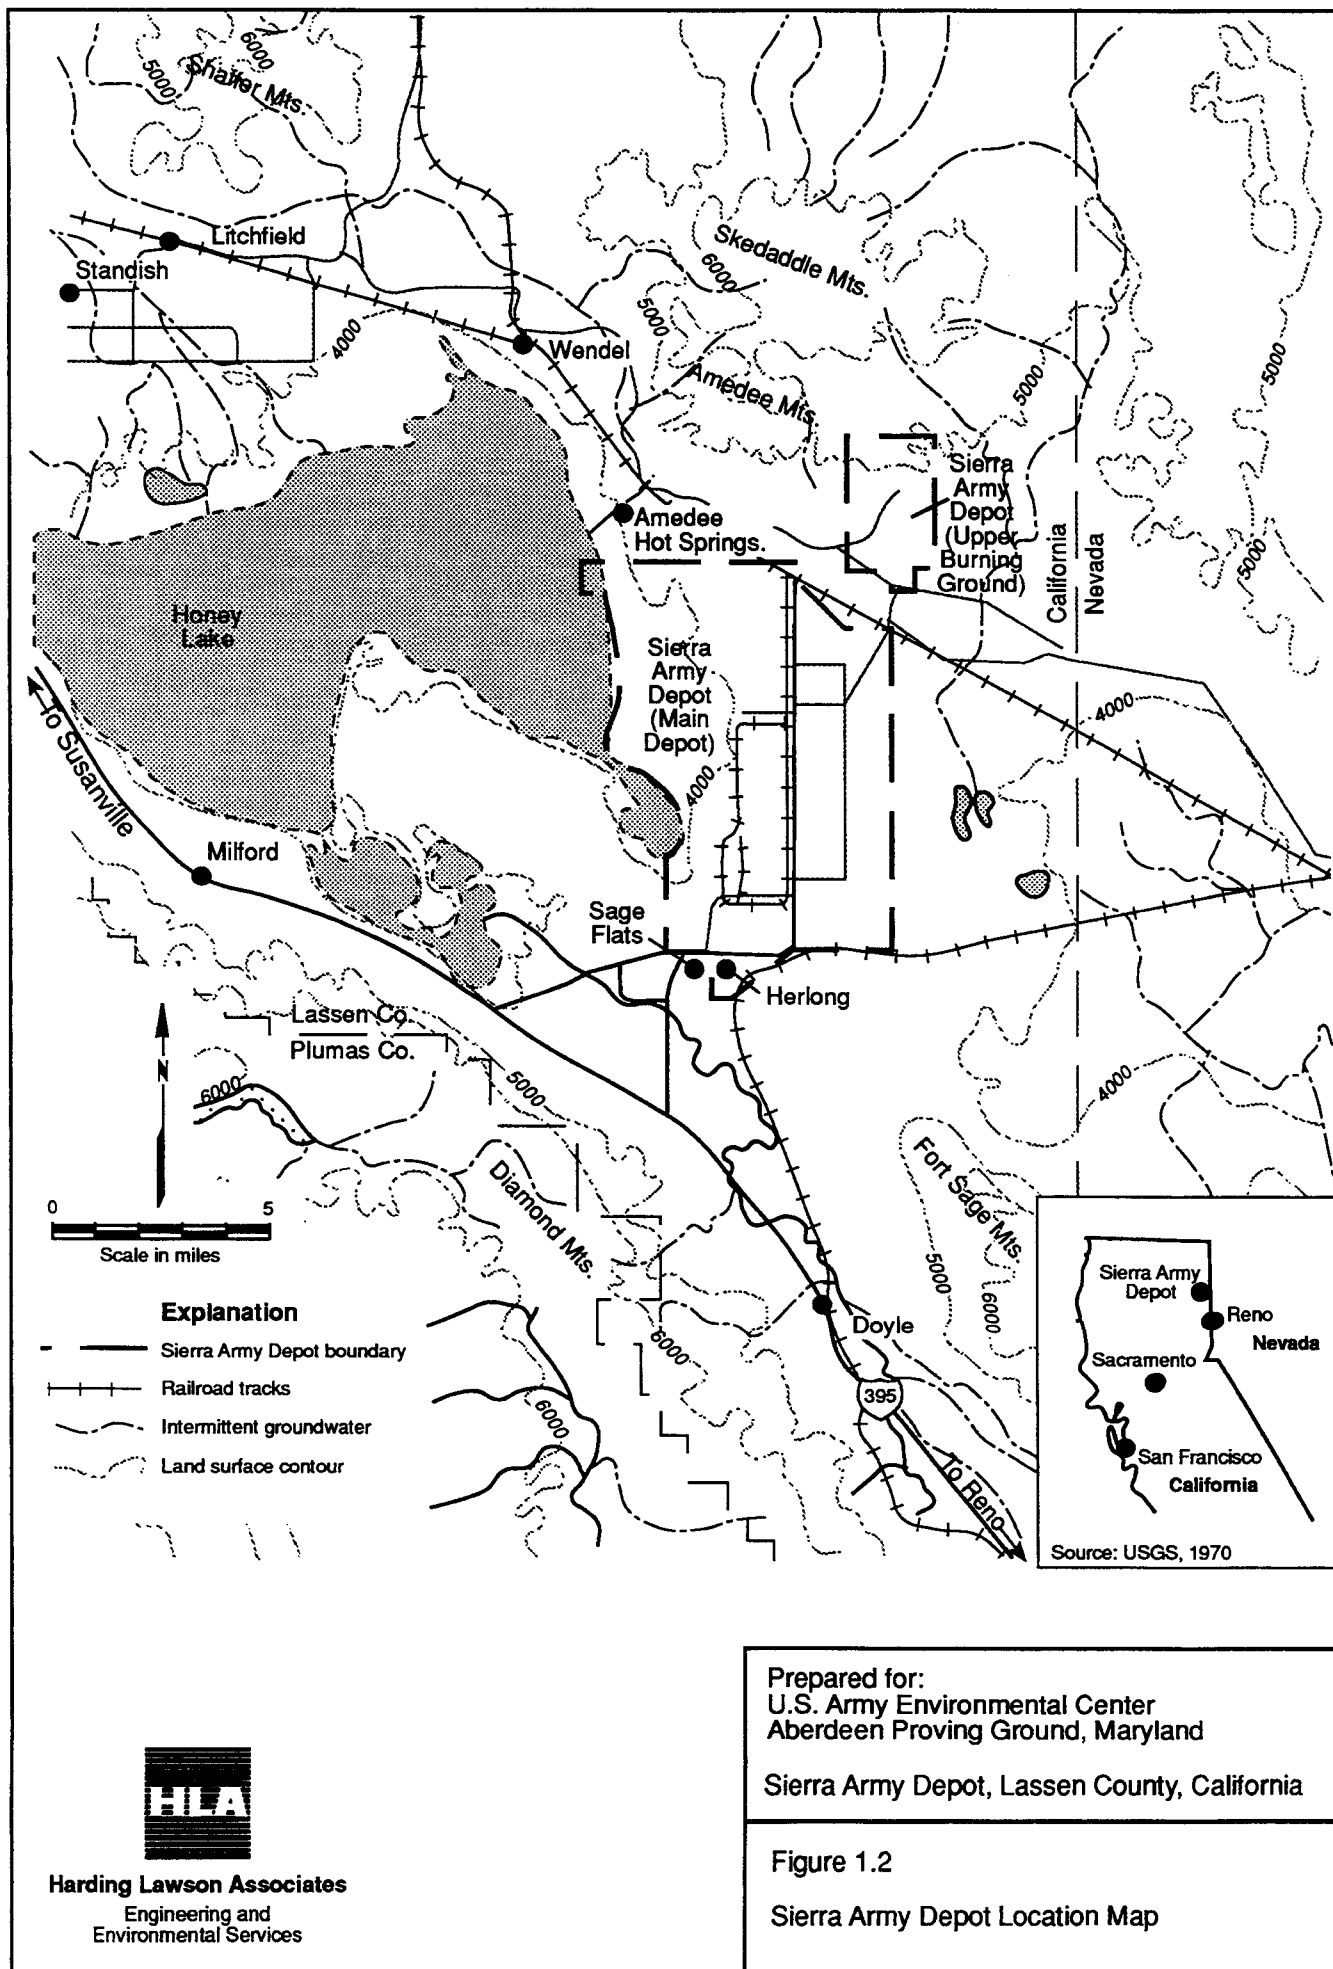 6000
5000
Shaffer Mts.
Litchfield
Standish
Skedaddle Mts.
6000
5000
4000
Wendel
Amedee Mts.
5000
5000
Sierra
Army
Depot
(Upper
Burning
Ground)
Amedee
Hot Springs.
California
Nevada
5000
Honey
Lake
Sierra
Army
Depot
(Main
Depot)
To Susanville
4000
4000
Milford
Sage
Flats
Herlong
Lassen Co.
Plumas Co.
N
6000
5000
4000
Fort Sage Mts.
Diamond Mts.
0 5
Scale in miles
5000
6000
Sierra Army
Depot
Reno
Nevada
Sacramento
San Francisco
California
Source: USGS, 1970
Explanation
Sierra Army Depot boundary
Railroad tracks
Intermittent groundwater
Land surface contour
6000
Doyle
395
6000
To Reno
Prepared for:
U.S. Army Environmental Center
Aberdeen Proving Ground, Maryland
Sierra Army Depot, Lassen County, California
HLA
Harding Lawson Associates
Engineering and
Environmental Services
Figure 1.2
Sierra Army Depot Location Map